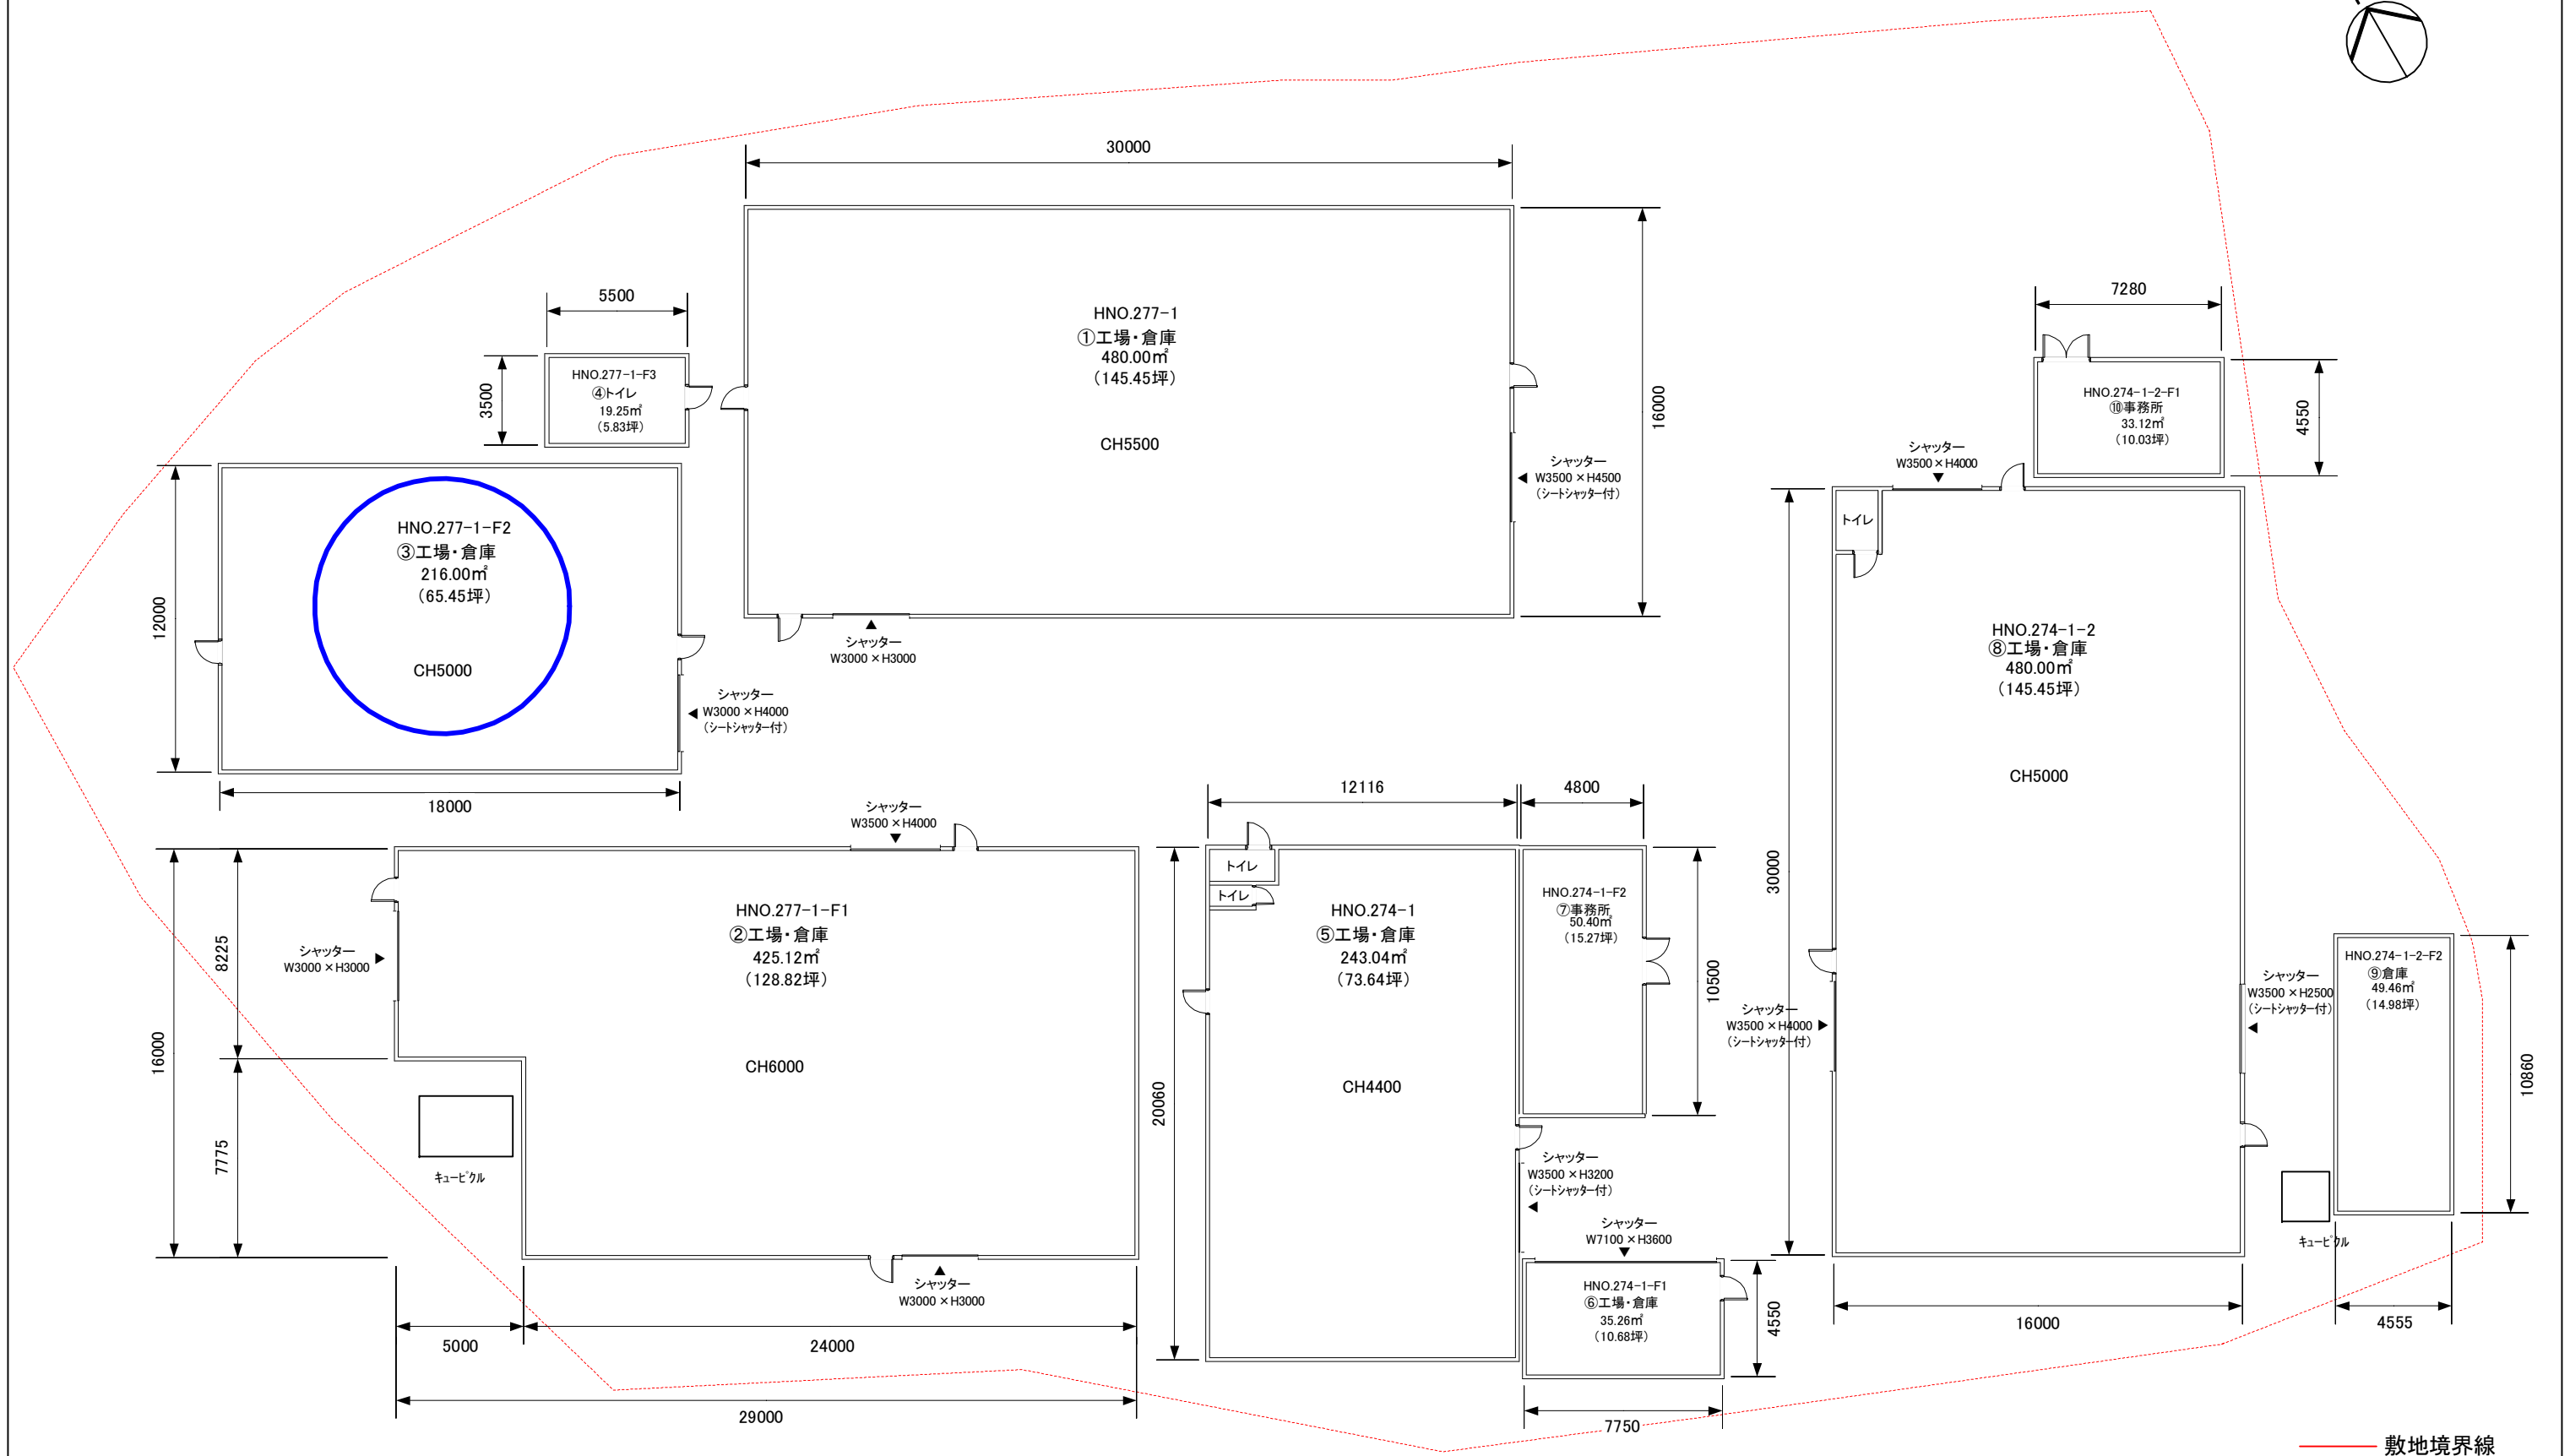 30000
HNO.277-1
①工場・倉庫
480.00㎡
（145.45坪）
CH5500
16000
シャッター
W3500×H4500
（シートシャッター付）
シャッター
W3000×H3000
5500
3500
HNO.277-1-F3
④トイレ
19.25㎡
（5.83坪）
HNO.277-1-F2
③工場・倉庫
216.00㎡
（65.45坪）
CH5000
12000
18000
シャッター
W3000×H4000
（シートシャッター付）
7280
4550
HNO.274-1-2-F1
⑩事務所
33.12㎡
（10.03坪）
シャッター
W3500×H4000
トイレ
HNO.274-1-2
⑧工場・倉庫
480.00㎡
（145.45坪）
CH5000
30000
16000
シャッター
W3500×H4000
（シートシャッター付）
シャッター
W3500×H2500
（シートシャッター付）
HNO.274-1-2-F2
⑨倉庫
49.46㎡
（14.98坪）
10860
4555
キュービクル
シャッター
W3500×H4000
HNO.277-1-F1
②工場・倉庫
425.12㎡
（128.82坪）
CH6000
シャッター
W3000×H3000
8225
16000
7775
キュービクル
シャッター
W3000×H3000
5000
24000
29000
12116
4800
トイレ
トイレ
HNO.274-1
⑤工場・倉庫
243.04㎡
（73.64坪）
CH4400
20060
HNO.274-1-F2
⑦事務所
50.40㎡
（15.27坪）
10500
シャッター
W3500×H3200
（シートシャッター付）
シャッター
W7100×H3600
HNO.274-1-F1
⑥工場・倉庫
35.26㎡
（10.68坪）
4550
7750
敷地境界線